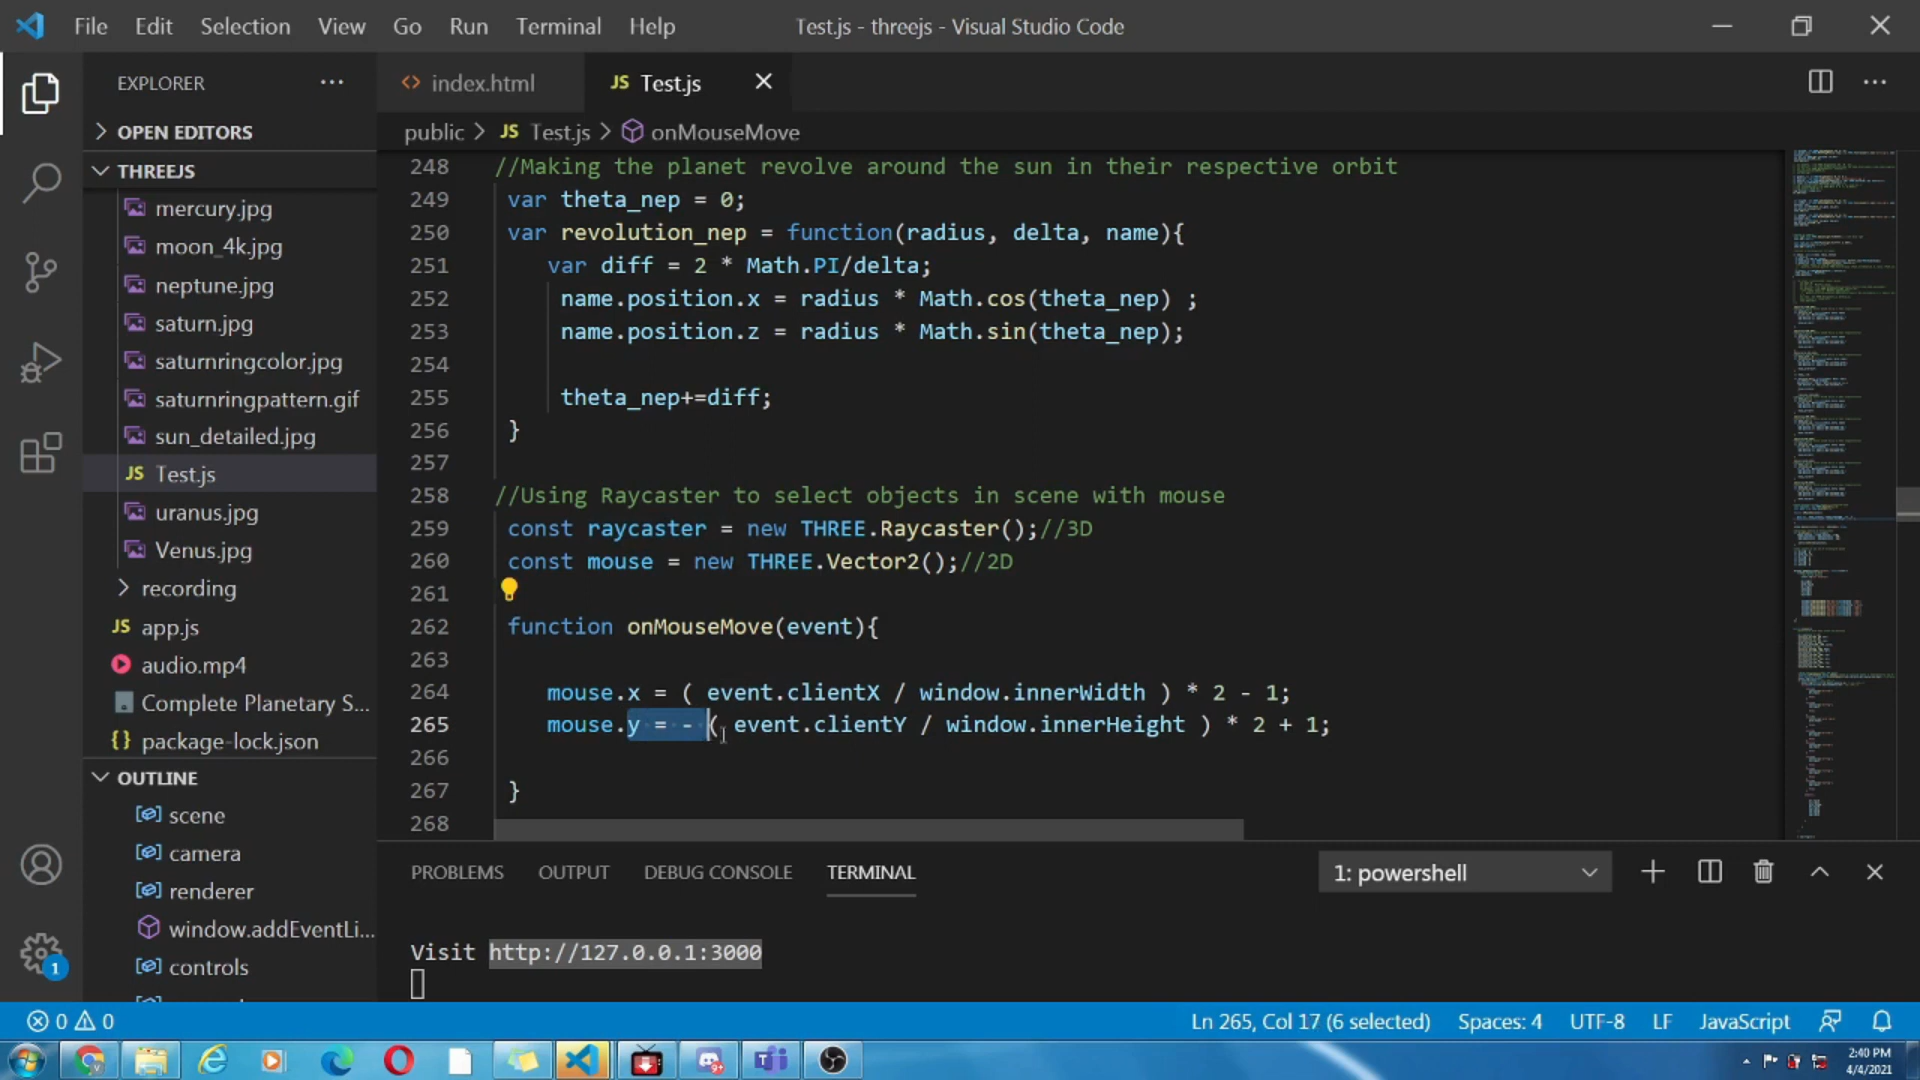 File Edit Selection View Go Run Terminal Help Test.js - threejs - Visual Studio Code
EXPLORER
index.html
JS Test.js
OPEN EDITORS
public > JS Test.js > onMouseMove
THREEJS
mercury.jpg
moon_4k.jpg
neptune.jpg
saturn.jpg
saturnringcolor.jpg
saturnringpattern.gif
sun_detailed.jpg
JS Test.js
uranus.jpg
Venus.jpg
recording
JS app.js
audio.mp4
Complete Planetary S...
{} package-lock.json
OUTLINE
scene
camera
renderer
window.addEventLi...
controls
248 //Making the planet revolve around the sun in their respective orbit
249 var theta_nep = 0;
250 var revolution_nep = function(radius, delta, name){
251 var diff = 2 * Math.PI/delta;
252 name.position.x = radius * Math.cos(theta_nep) ;
253 name.position.z = radius * Math.sin(theta_nep);
254
255 theta_nep+=diff;
256 }
257
258 //Using Raycaster to select objects in scene with mouse
259 const raycaster = new THREE.Raycaster();//3D
260 const mouse = new THREE.Vector2();//2D
261
262 function onMouseMove(event){
263
264 mouse.x = ( event.clientX / window.innerWidth ) * 2 - 1;
265 mouse.y = - ( event.clientY / window.innerHeight ) * 2 + 1;
266
267 }
268
PROBLEMS OUTPUT DEBUG CONSOLE TERMINAL 1: powershell
Visit http://127.0.0.1:3000
1
0 0 Ln 265, Col 17 (6 selected) Spaces: 4 UTF-8 LF JavaScript
2:40 PM
4/4/2021